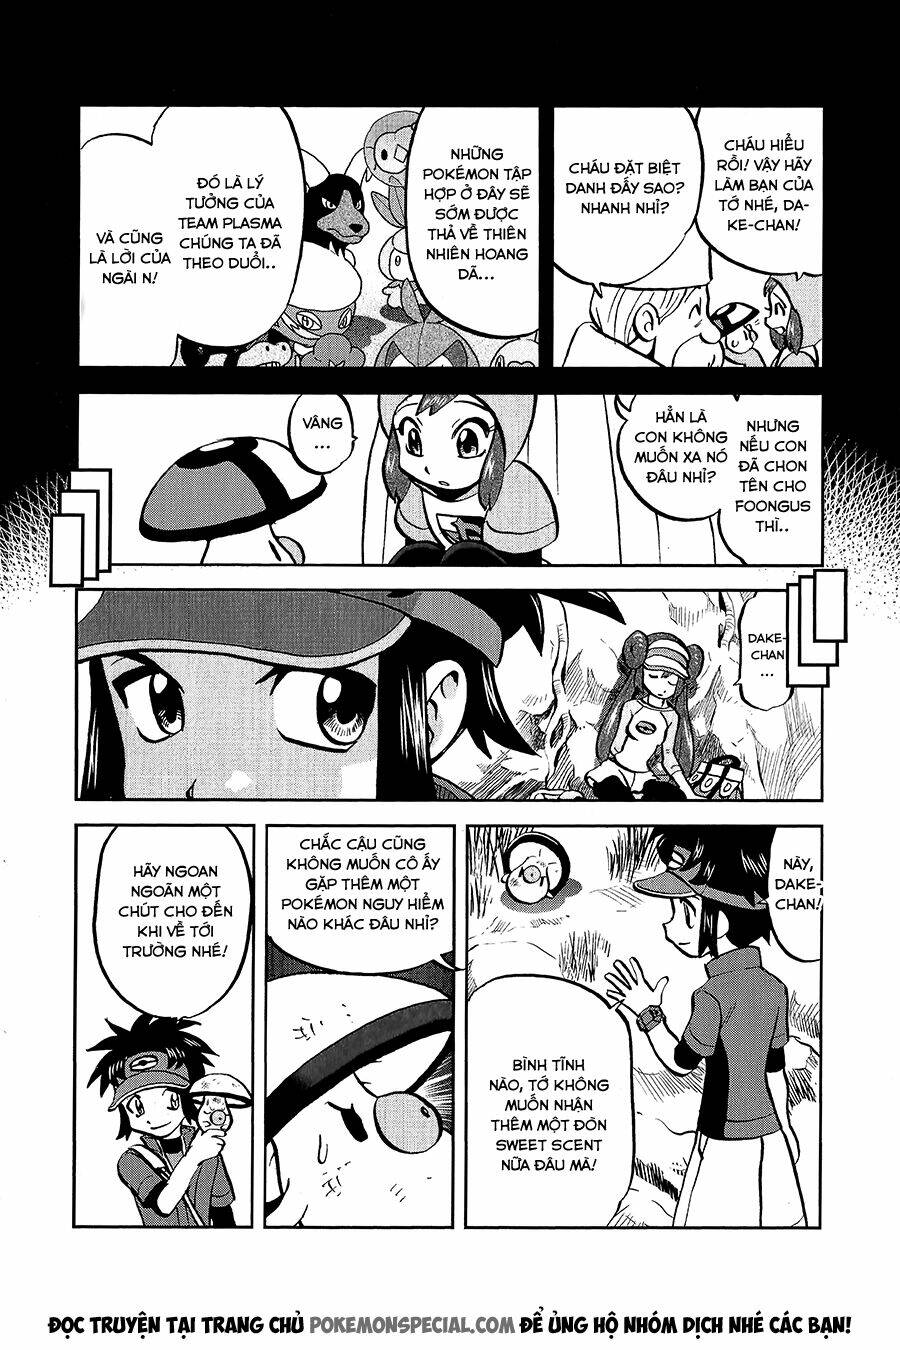 CHÁU HIỂU
RỒI! VẬY HÃY
LÀM BẠN CỦA
TỚ NHÉ, DA-
KE-CHAN!
CHÁU ĐẶT BIỆT
DANH ĐẤY SAO?
NHANH NHỈ?
NHỮNG
POKÉMON TẬP
HỢP Ở ĐÂY SẼ
SỚM ĐƯỢC
THẢ VỀ THIÊN
NHIÊN HOANG
DÃ...
ĐÓ LÀ LÝ
TƯỞNG CỦA
TEAM PLASMA
CHÚNG TA ĐÃ
THEO DUỔI..
VÀ CŨNG
LÀ LỜI CỦA
NGÀI N!
NHƯNG
NẾU CON
ĐÃ CHON
TÊN CHO
FOONGUS
THÌ..
HẲN LÀ
CON KHÔNG
MUỐN XA NÓ
ĐÂU NHỈ?
VÂNG
...
DAKE-
CHAN
...
NÀY,
DAKE-
CHAN!
BÌNH TĨNH
NÀO, TỚ KHÔNG
MUỐN NHẬN
THÊM MỘT ĐÒN
SWEET SCENT
NỮA ĐÂU MÀ!
CHẮC CẬU CŨNG
KHÔNG MUỐN CÔ ẤY
GẶP THÊM MỘT
POKÉMON NGUY HIỂM
NÀO KHÁC ĐÂU NHỈ?
HÃY NGOAN
NGOÃN MỘT
CHÚT CHO ĐẾN
KHI VỀ TỚI
TRƯỜNG NHÉ!
ĐỌC TRUYỆN TẠI TRANG CHỦ POKEMONSPECIAL.COM ĐỂ ỦNG HỘ NHÓM DỊCH NHÉ CÁC BẠN!